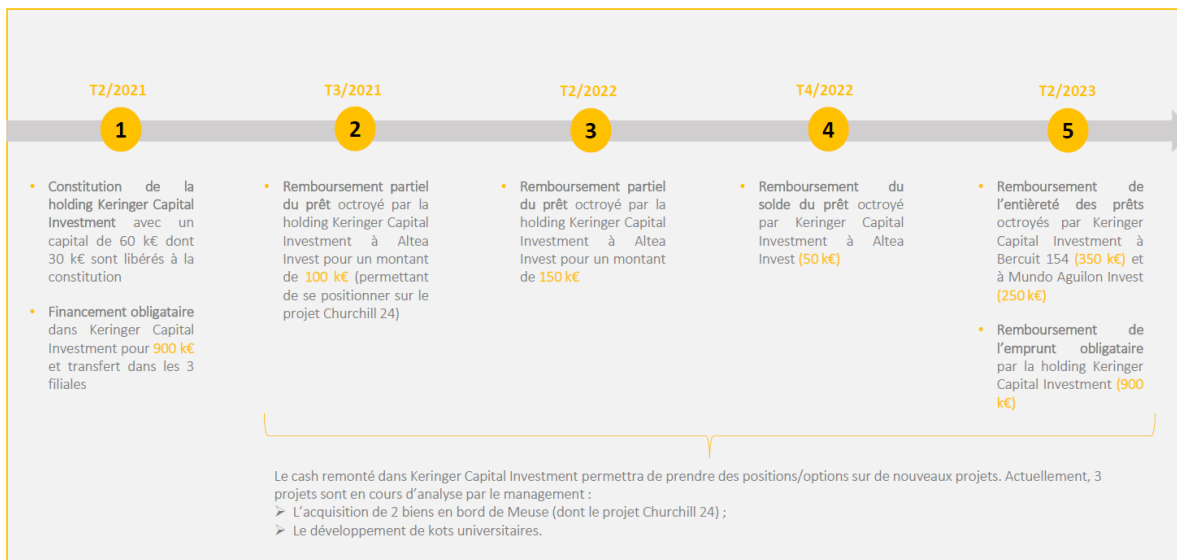 T2/2021
T3/2021
T2/2022
T4/2022
T2/2023
1
2
3
4
5
• Constitution de la
holding Keringer Capital
Investment avec un
capital de 60 k€ dont
30 k€ sont libérés à la
constitution
• Financement obligataire
dans Keringer Capital
Investment pour 900 k€
et transfert dans les 3
filiales
• Remboursement partiel
du prêt octroyé par la
holding Keringer Capital
Investment à Altea
Invest pour un montant
de 100 k€ (permettant
de se positionner sur le
projet Churchill 24)
• Remboursement partiel
du prêt octroyé par la
holding Keringer Capital
Investment à Altea
Invest pour un montant
de 150 k€
• Remboursement du
solde du prêt octroyé
par Keringer Capital
Investment à Altea
Invest (50 k€)
• Remboursement de
l'entièreté des prêts
octroyés par Keringer
Capital Investment à
Bercuit 154 (350 k€) et
à Mundo Aguilon Invest
(250 k€)
• Remboursement de
l'emprunt obligataire
par la holding Keringer
Capital Investment (900
k€)
Le cash remonté dans Keringer Capital Investment permettra de prendre des positions/options sur de nouveaux projets. Actuellement, 3
projets sont en cours d'analyse par le management :
➢ L'acquisition de 2 biens en bord de Meuse (dont le projet Churchill 24) ;
➢ Le développement de kots universitaires.